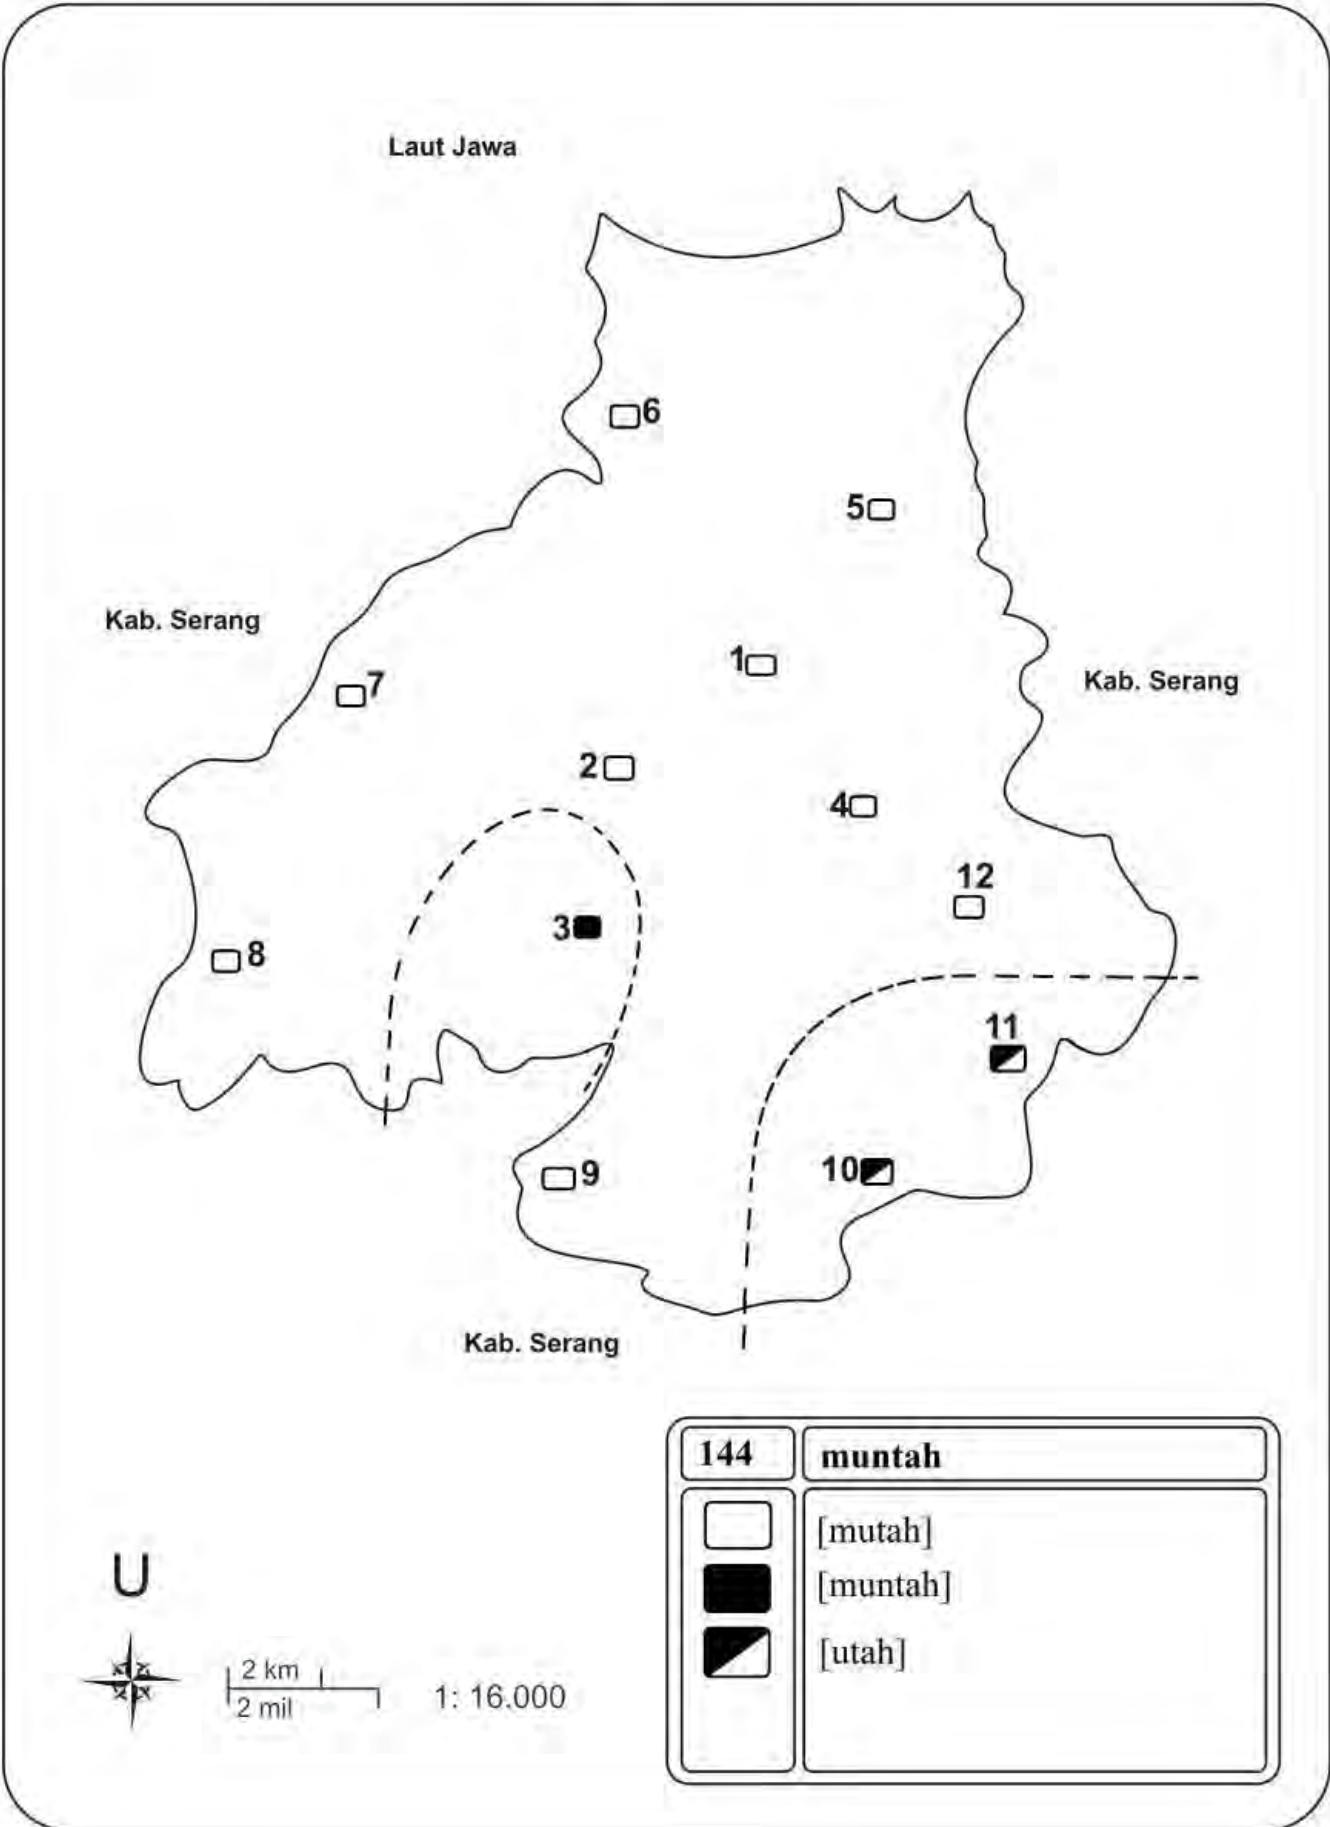 Laut Jawa
6
5
Kab. Serang
1
7
Kab. Serang
2
4
12
3
8
11
10
9
Kab. Serang
144 muntah
[mutah]
[muntah]
[utah]
U
2 km
2 mil
1: 16.000